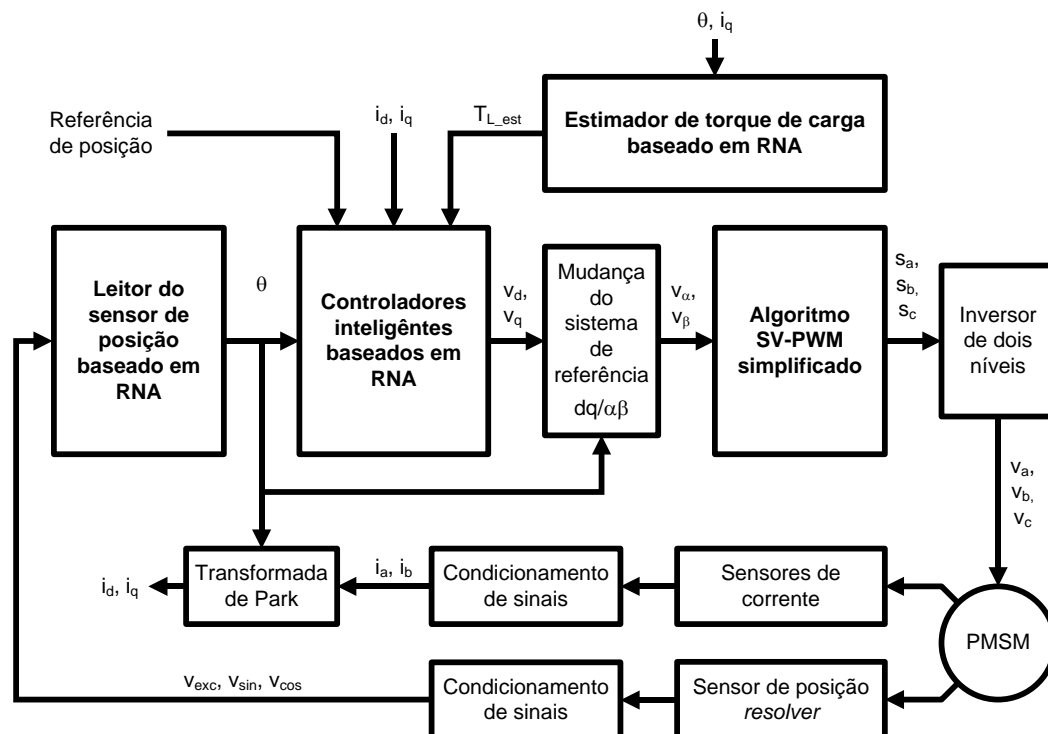 θ, iq
Referência
de posição
id, iq
TL_est
Estimador de torque de carga
baseado em RNA
Leitor do
sensor de
posição
baseado em
RNA
θ
Controladores
inteligêntes
baseados em
RNA
vd,
vq
Mudança
do
sistema
de
referência
dq/αβ
vα,
vβ
Algoritmo
SV-PWM
simplificado
sa,
sb,
sc
Inversor
de dois
níveis
va,
vb,
vc
id, iq
Transformada
de Park
ia, ib
Condicionamento
de sinais
Sensores de
corrente
PMSM
vexc, vsin, vcos
Condicionamento
de sinais
Sensor de posição
resolver